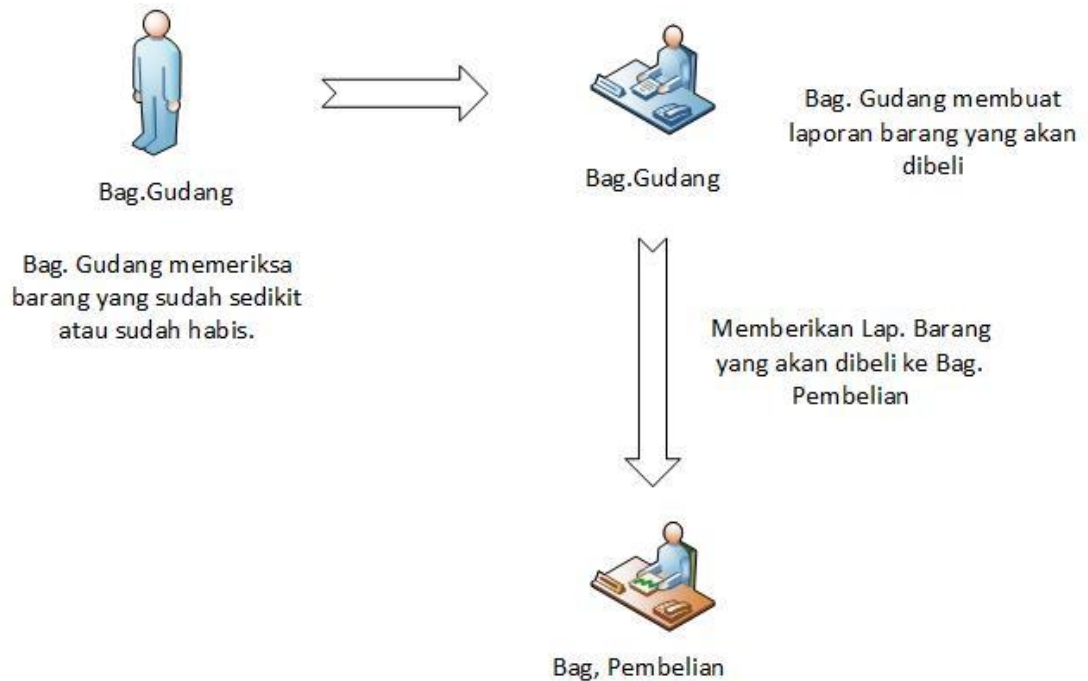 Bag.Gudang
Bag. Gudang memeriksa
barang yang sudah sedikit
atau sudah habis.
Bag.Gudang
Bag. Gudang membuat
laporan barang yang akan
dibeli
Memberikan Lap. Barang
yang akan dibeli ke Bag.
Pembelian
Bag, Pembelian